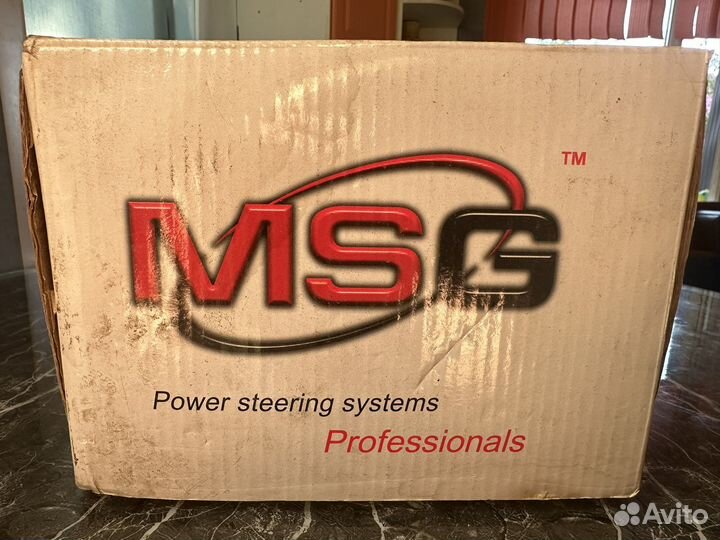 TM
MSG
Power steering systems
Professionals
Avito